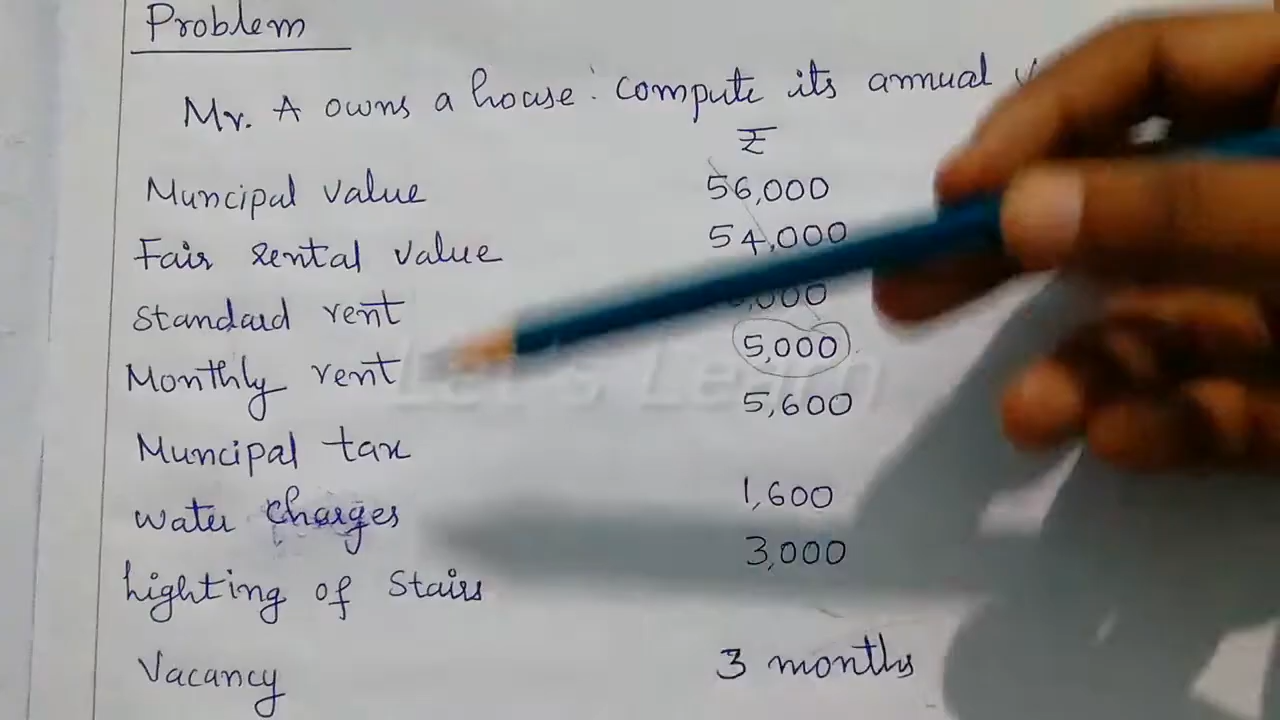 Problem
Mr. A owns a house. compute its annual
₹
Muncipal value 56,000
Fair rental value 54,000
Standard rent
Monthly rent 5,000
Muncipal tax 5,600
water charges 1,600
lighting of Stairs 3,000
Vacancy 3 months
Let's Learn